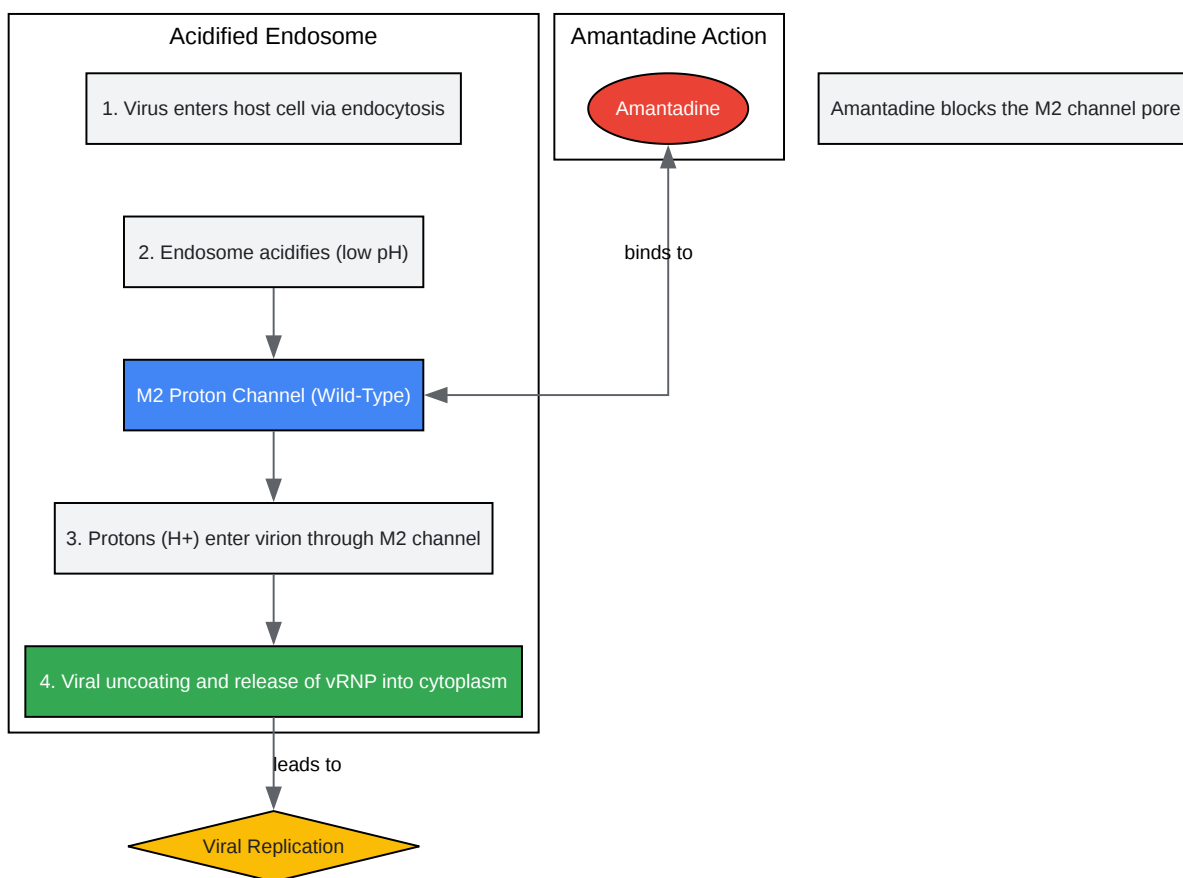 Acidified Endosome
1. Virus enters host cell via endocytosis
2. Endosome acidifies (low pH)
M2 Proton Channel (Wild-Type)
3. Protons (H+) enter virion through M2 channel
4. Viral uncoating and release of vRNP into cytoplasm
leads to
Viral Replication
Amantadine Action
Amantadine
binds to
Amantadine blocks the M2 channel pore